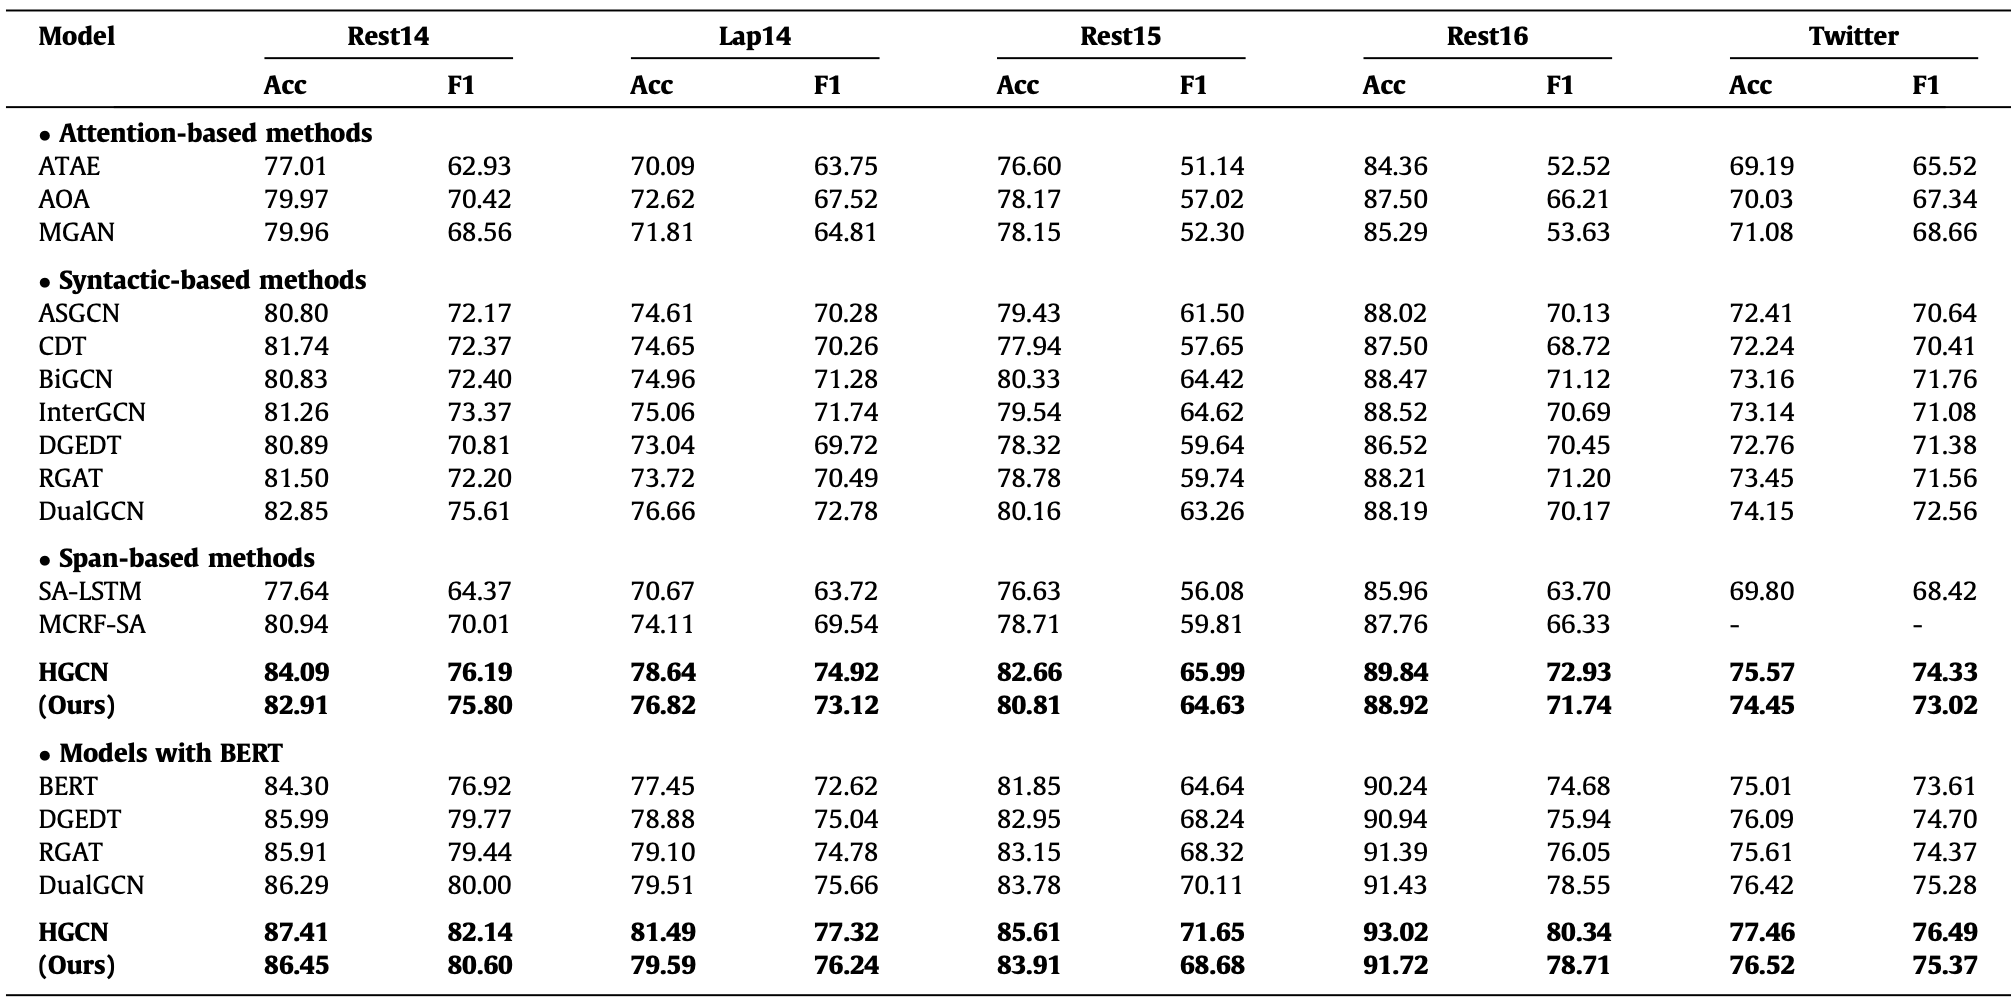 Model Rest14 Lap14 Rest15 Rest16 Twitter
Acc F1 Acc F1 Acc F1 Acc F1 Acc F1
• Attention-based methods
ATAE 77.01 62.93 70.09 63.75 76.60 51.14 84.36 52.52 69.19 65.52
AOA 79.97 70.42 72.62 67.52 78.17 57.02 87.50 66.21 70.03 67.34
MGAN 79.96 68.56 71.81 64.81 78.15 52.30 85.29 53.63 71.08 68.66
• Syntactic-based methods
ASGCN 80.80 72.17 74.61 70.28 79.43 61.50 88.02 70.13 72.41 70.64
CDT 81.74 72.37 74.65 70.26 77.94 57.65 87.50 68.72 72.24 70.41
BiGCN 80.83 72.40 74.96 71.28 80.33 64.42 88.47 71.12 73.16 71.76
InterGCN 81.26 73.37 75.06 71.74 79.54 64.62 88.52 70.69 73.14 71.08
DGEDT 80.89 70.81 73.04 69.72 78.32 59.64 86.52 70.45 72.76 71.38
RGAT 81.50 72.20 73.72 70.49 78.78 59.74 88.21 71.20 73.45 71.56
DualGCN 82.85 75.61 76.66 72.78 80.16 63.26 88.19 70.17 74.15 72.56
• Span-based methods
SA-LSTM 77.64 64.37 70.67 63.72 76.63 56.08 85.96 63.70 69.80 68.42
MCRF-SA 80.94 70.01 74.11 69.54 78.71 59.81 87.76 66.33 - -
HGCN 84.09 76.19 78.64 74.92 82.66 65.99 89.84 72.93 75.57 74.33
(Ours) 82.91 75.80 76.82 73.12 80.81 64.63 88.92 71.74 74.45 73.02
• Models with BERT
BERT 84.30 76.92 77.45 72.62 81.85 64.64 90.24 74.68 75.01 73.61
DGEDT 85.99 79.77 78.88 75.04 82.95 68.24 90.94 75.94 76.09 74.70
RGAT 85.91 79.44 79.10 74.78 83.15 68.32 91.39 76.05 75.61 74.37
DualGCN 86.29 80.00 79.51 75.66 83.78 70.11 91.43 78.55 76.42 75.28
HGCN 87.41 82.14 81.49 77.32 85.61 71.65 93.02 80.34 77.46 76.49
(Ours) 86.45 80.60 79.59 76.24 83.91 68.68 91.72 78.71 76.52 75.37